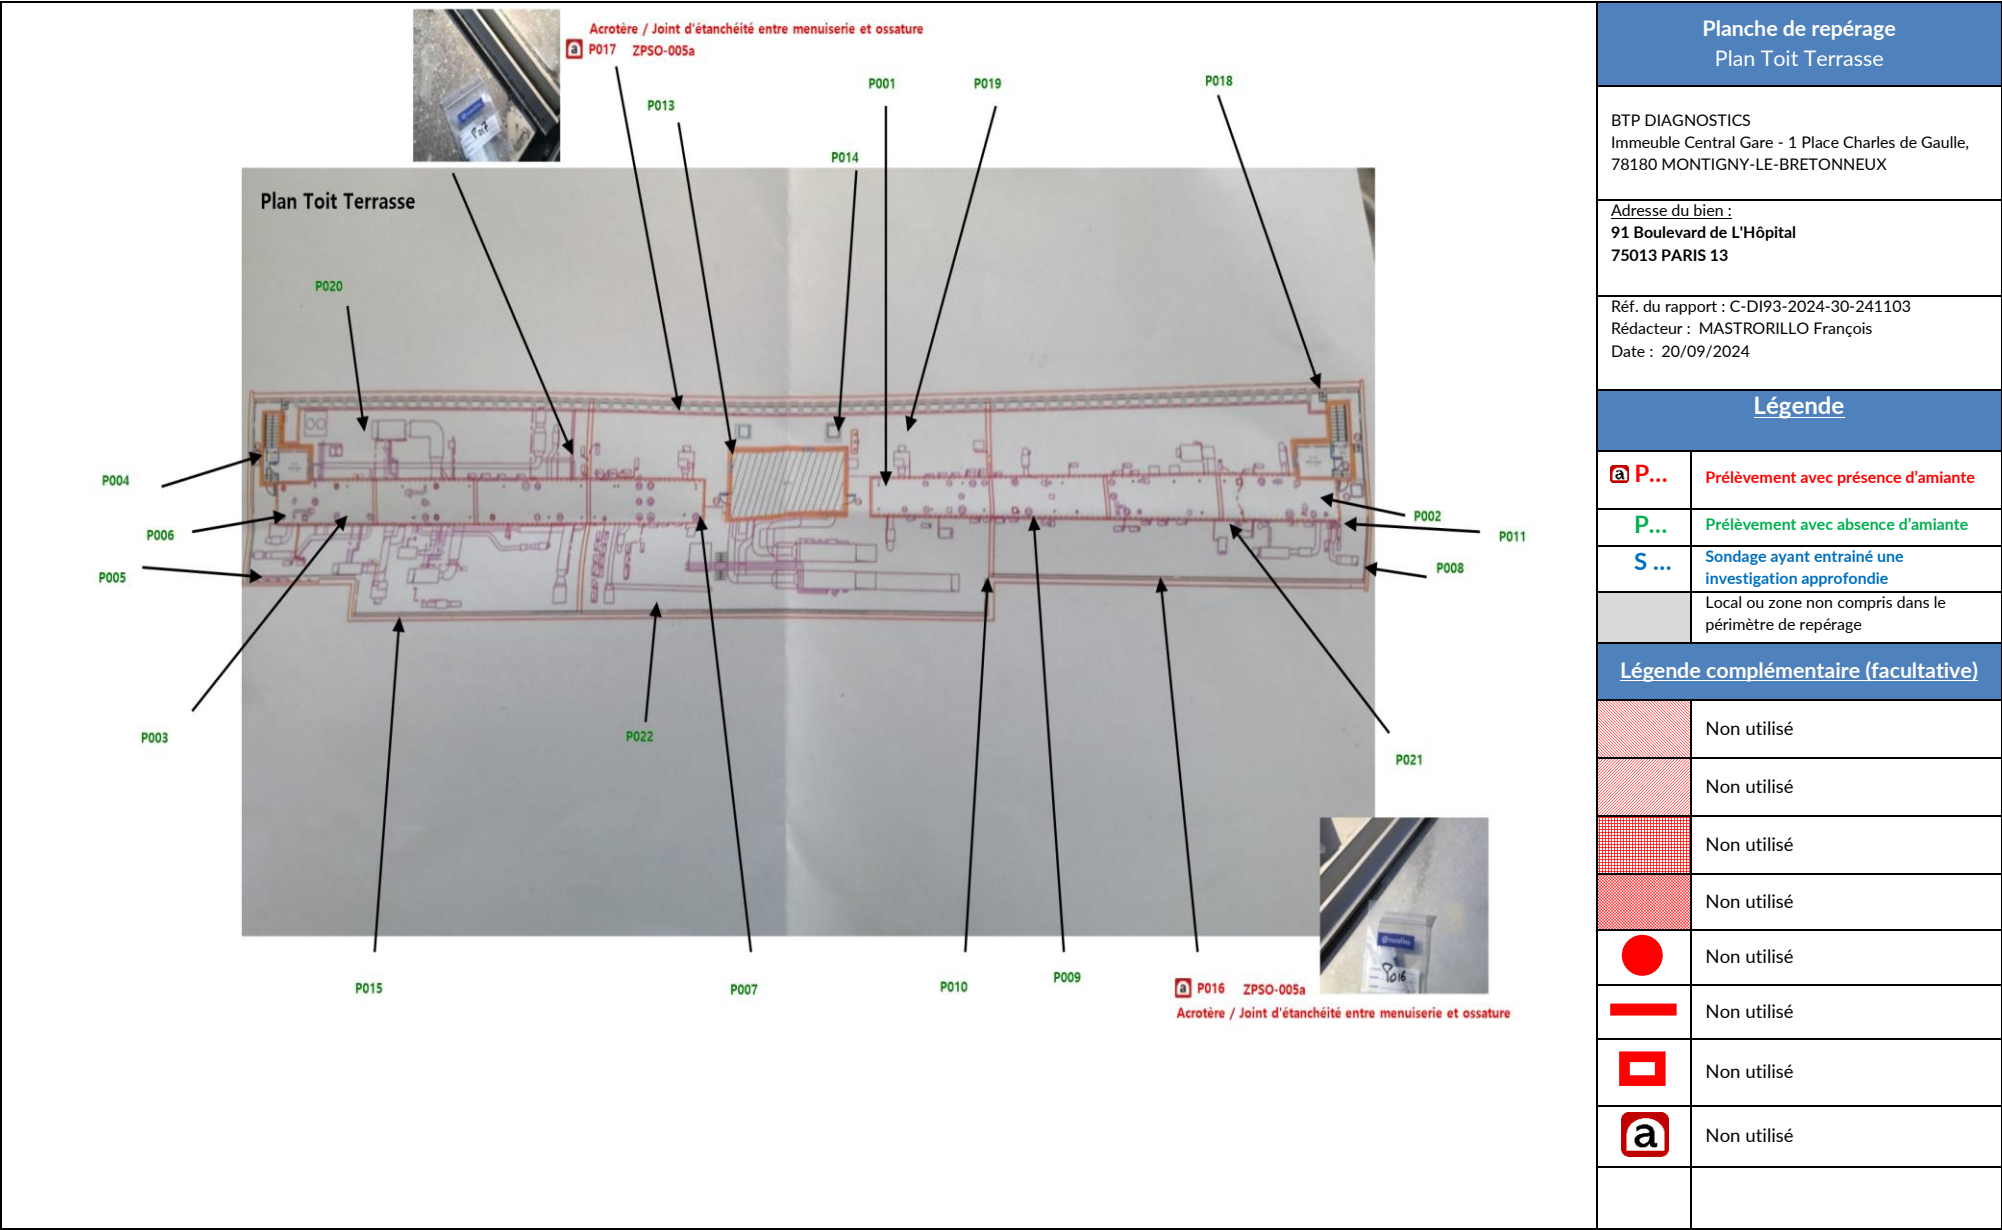 Acrotère / Joint d'étanchéité entre menuiserie et ossature
a P017 ZPSO-005a
P017
P013
P001
P019
P018
P014
Plan Toit Terrasse
P020
P004
P006
P005
P002
P011
P008
P003
P022
P021
P015
P007
P010
P009
P016
a P016 ZPSO-005a
Acrotère / Joint d'étanchéité entre menuiserie et ossature
Planche de repérage
Plan Toit Terrasse
BTP DIAGNOSTICS
Immeuble Central Gare - 1 Place Charles de Gaulle,
78180 MONTIGNY-LE-BRETONNEUX
Adresse du bien :
91 Boulevard de L'Hôpital
75013 PARIS 13
Réf. du rapport : C-DI93-2024-30-241103
Rédacteur : MASTRORILLO François
Date : 20/09/2024
Légende
a P... Prélèvement avec présence d'amiante
P... Prélèvement avec absence d'amiante
S ... Sondage ayant entrainé une
investigation approfondie
Local ou zone non compris dans le
périmètre de repérage
Légende complémentaire (facultative)
Non utilisé
Non utilisé
Non utilisé
Non utilisé
Non utilisé
Non utilisé
Non utilisé
a Non utilisé